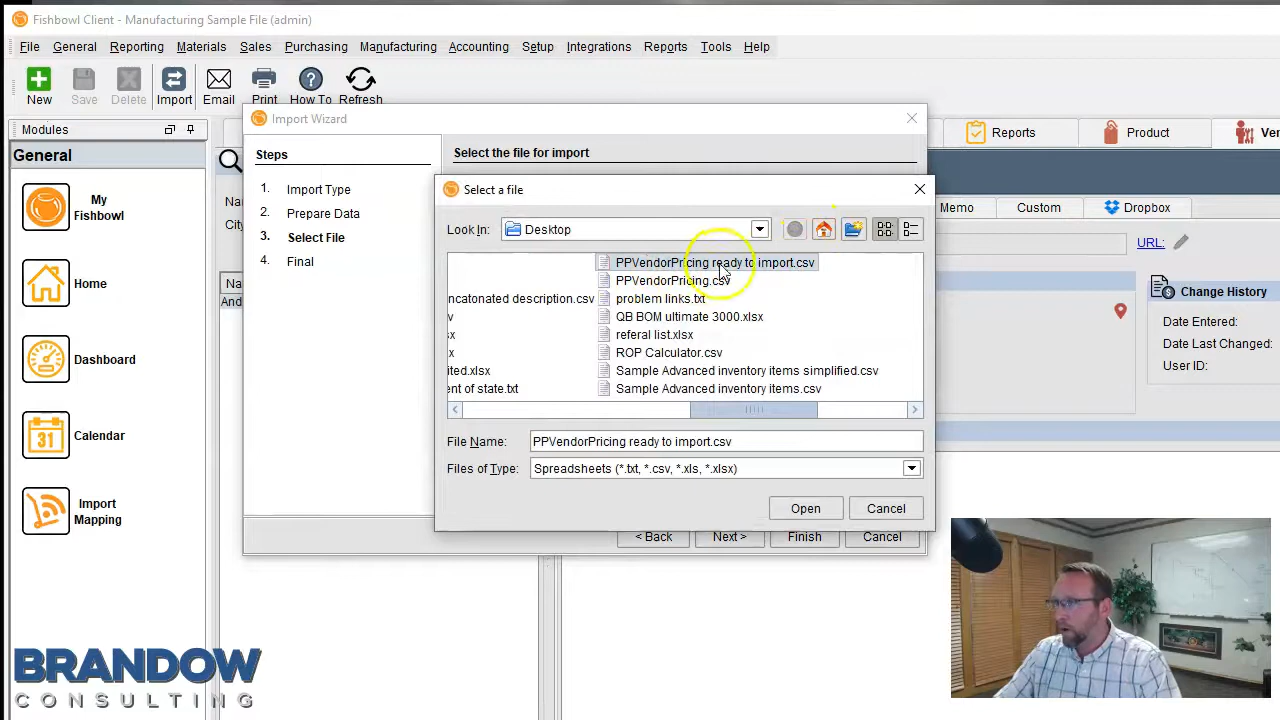 Fishbowl Client - Manufacturing Sample File (admin)
File General Reporting Materials Sales Purchasing Manufacturing Accounting Setup Integrations Reports Tools Help
New Save Delete Import Email Print How To Refresh
Modules
General
My Fishbowl
Home
Dashboard
Calendar
Import Mapping
Import Wizard
Steps
1. Import Type
2. Prepare Data
3. Select File
4. Final
Select the file for import
Select a file
Look In: Desktop
PPVendorPricing ready to import.csv
PPVendorPricing.csv
ncatonated description.csv problem links.txt
v QB BOM ultimate 3000.xlsx
x referal list.xlsx
x ROP Calculator.csv
ited.xlsx Sample Advanced inventory items simplified.csv
ent of state.txt Sample Advanced inventory items.csv
File Name: PPVendorPricing ready to import.csv
Files of Type: Spreadsheets (*.txt, *.csv, *.xls, *.xlsx)
Open Cancel
< Back Next > Finish Cancel
Reports Product Ve
Memo Custom Dropbox
URL:
Change History
Date Entered:
Date Last Changed:
User ID:
City
Na
And
BRANDOW
CONSULTING